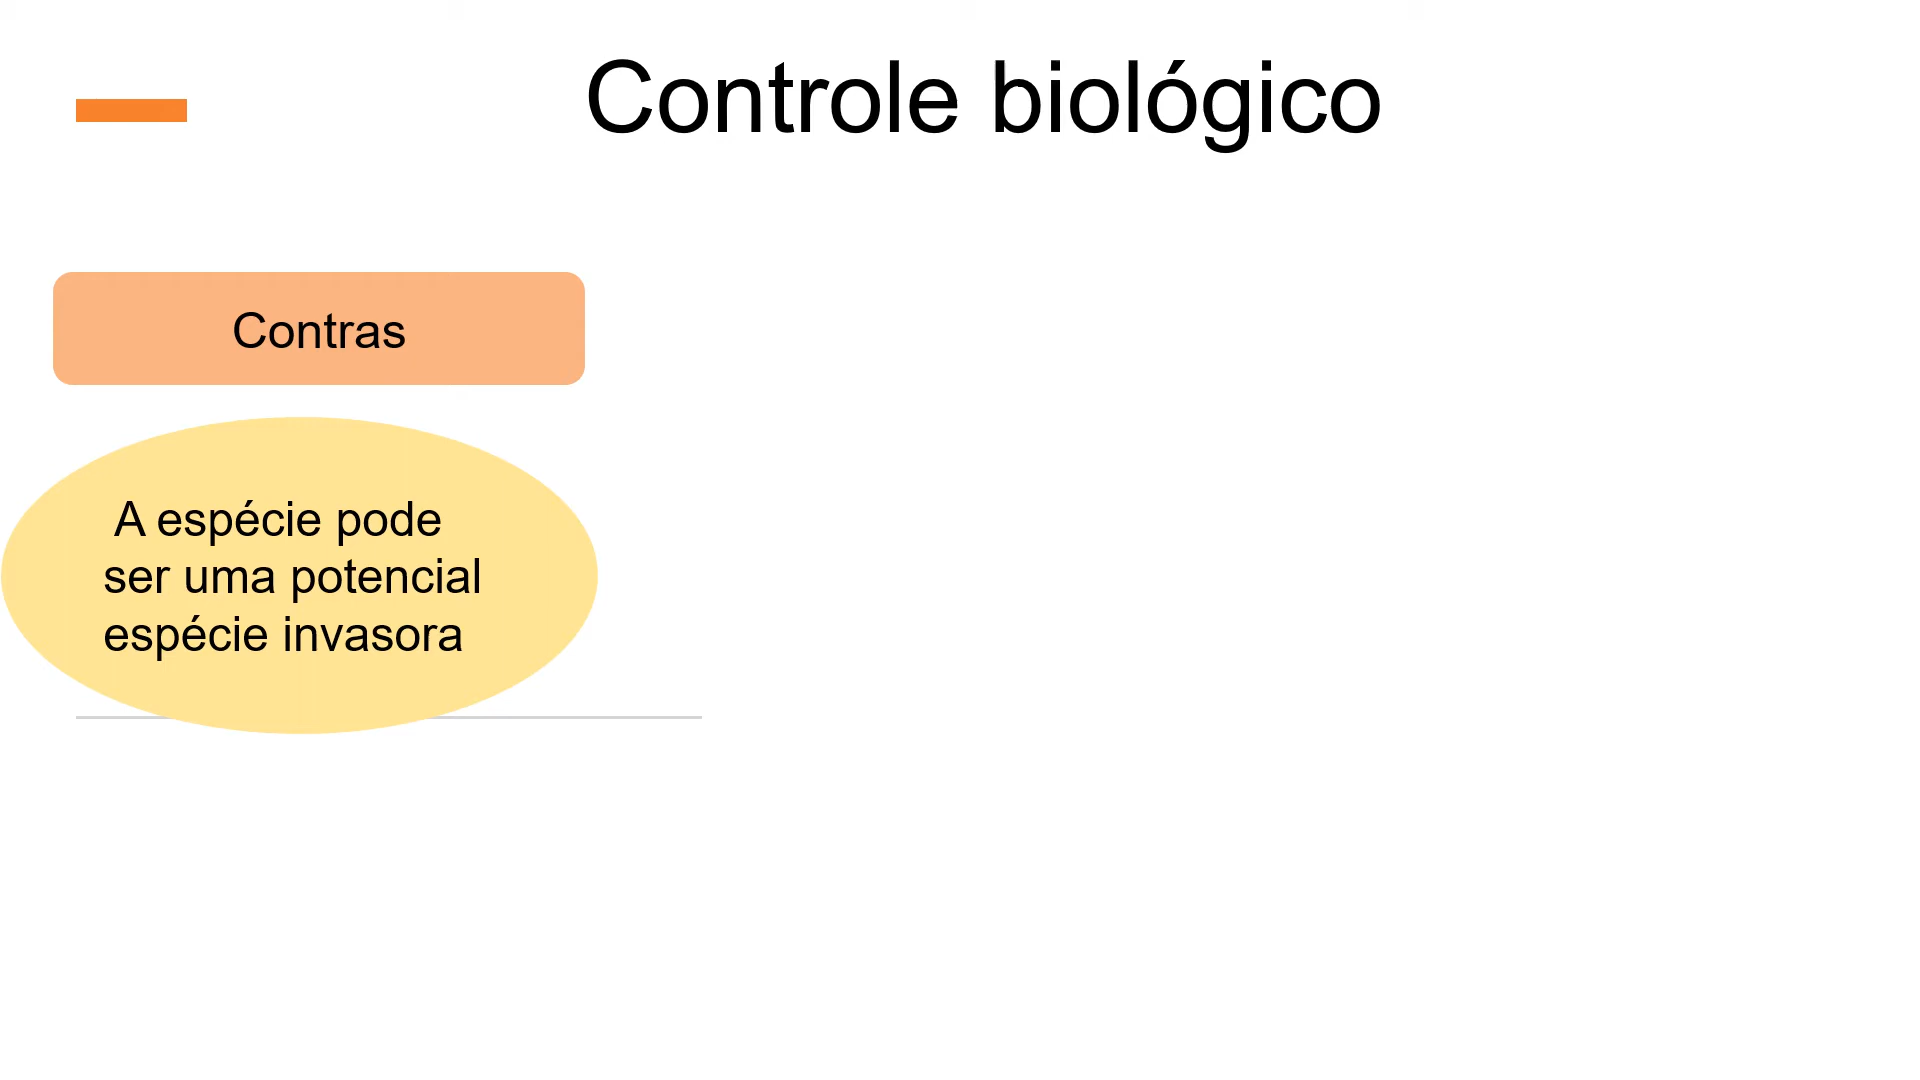 Controle biológico
Contras
A espécie pode
ser uma potencial
espécie invasora